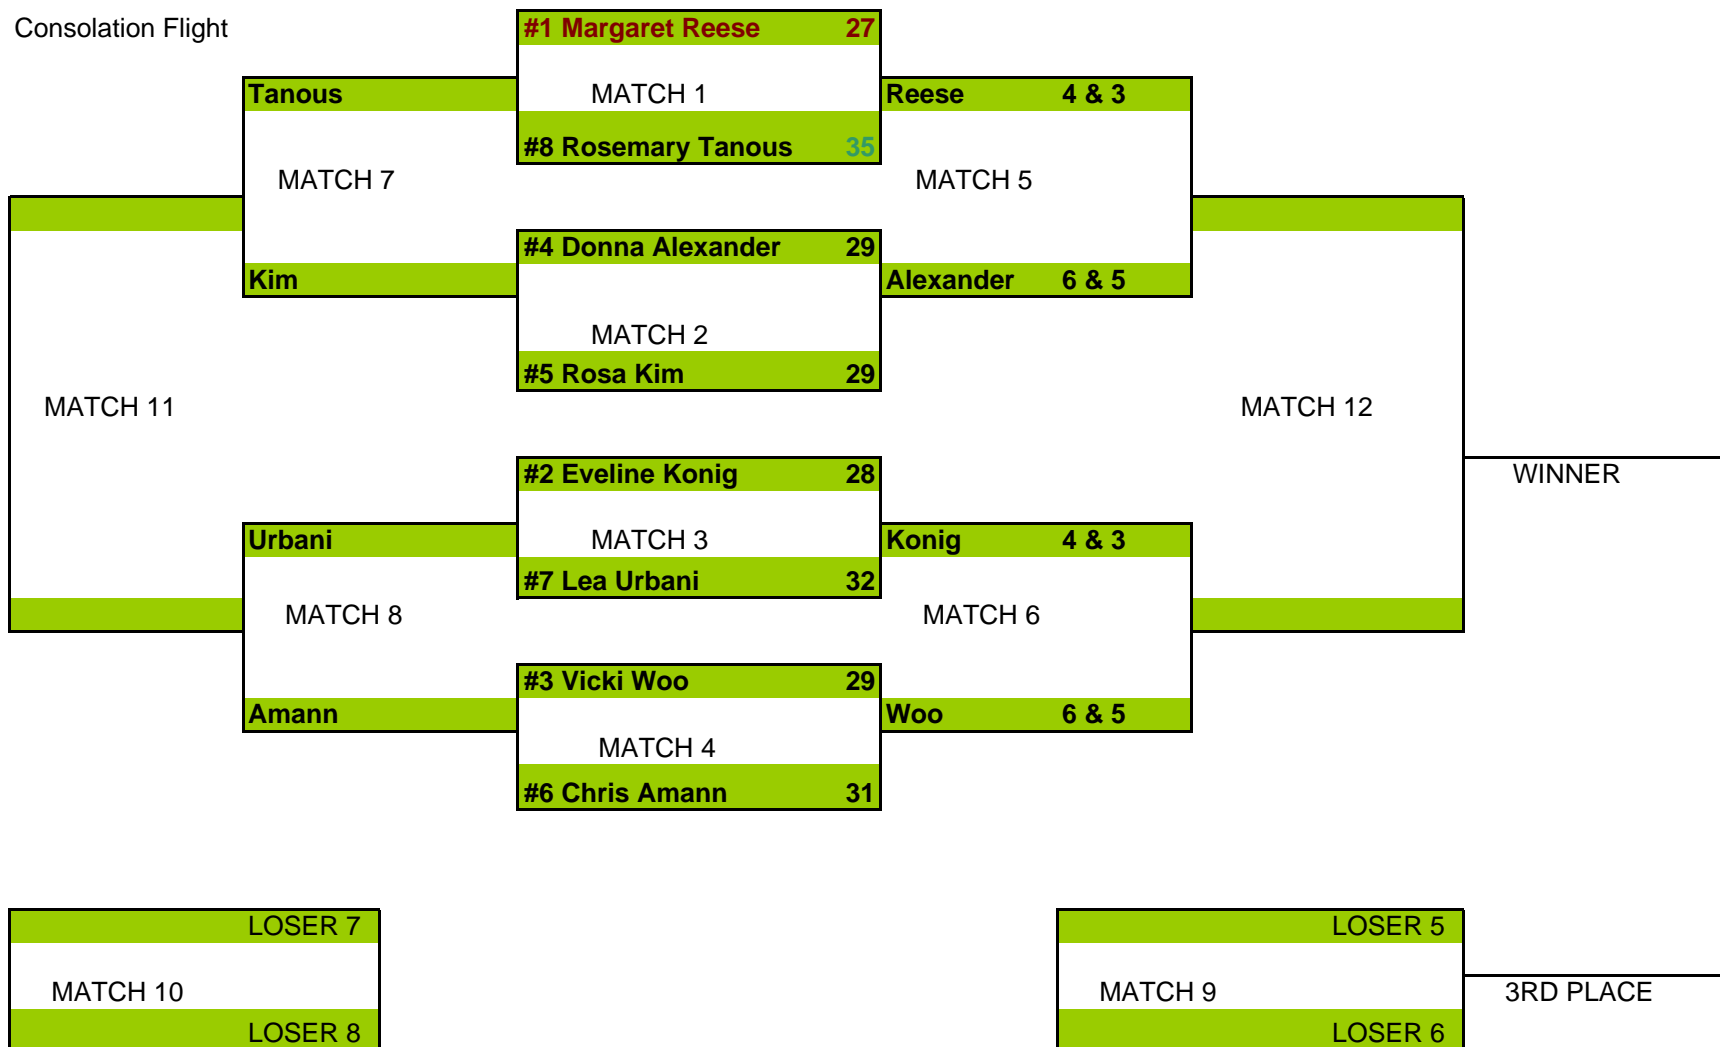 Consolation Flight
#1 Margaret Reese 27
Tanous
MATCH 1
Reese 4 & 3
#8 Rosemary Tanous 35
MATCH 7
MATCH 5
#4 Donna Alexander 29
Kim
Alexander 6 & 5
MATCH 2
#5 Rosa Kim 29
MATCH 11
MATCH 12
#2 Eveline Konig 28
WINNER
Urbani
MATCH 3
Konig 4 & 3
#7 Lea Urbani 32
MATCH 8
MATCH 6
#3 Vicki Woo 29
Amann
Woo 6 & 5
MATCH 4
#6 Chris Amann 31
LOSER 7
LOSER 5
MATCH 10
MATCH 9
3RD PLACE
LOSER 8
LOSER 6